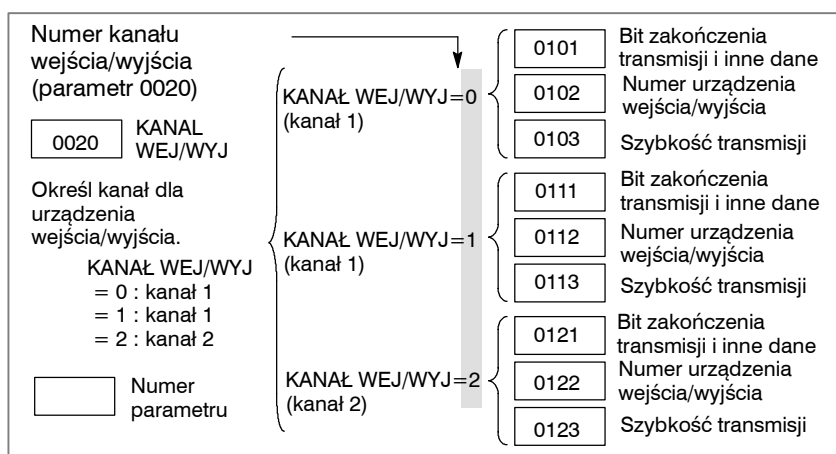 Numer kanału
wejścia/wyjścia
(parametr 0020)
0020
KANAL
WEJ/WYJ
Określ kanał dla
urządzenia
wejścia/wyjścia.
KANAŁ WEJ/WYJ
= 0 : kanał 1
= 1 : kanał 1
= 2 : kanał 2
Numer
parametru
KANAŁ WEJ/WYJ=0
(kanał 1)
0101
Bit zakończenia
transmisji i inne dane
0102
Numer urządzenia
wejścia/wyjścia
0103
Szybkość transmisji
KANAŁ WEJ/WYJ=1
(kanał 1)
0111
Bit zakończenia
transmisji i inne dane
0112
Numer urządzenia
wejścia/wyjścia
0113
Szybkość transmisji
KANAŁ WEJ/WYJ=2
(kanał 2)
0121
Bit zakończenia
transmisji i inne dane
0122
Numer urządzenia
wejścia/wyjścia
0123
Szybkość transmisji